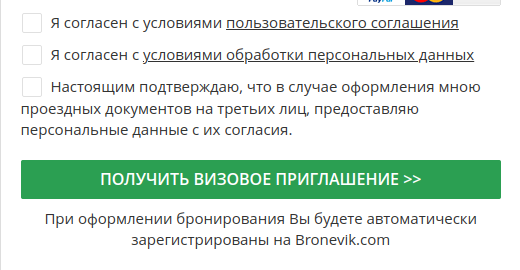 PayPal
Я согласен с условиями пользовательского соглашения
Я согласен с условиями обработки персональных данных
Настоящим подтверждаю, что в случае оформления мною
проездных документов на третьих лиц, предоставляю
персональные данные с их согласия.
ПОЛУЧИТЬ ВИЗОВОЕ ПРИГЛАШЕНИЕ >>
При оформлении бронирования Вы будете автоматически
зарегистрированы на Bronevik.com